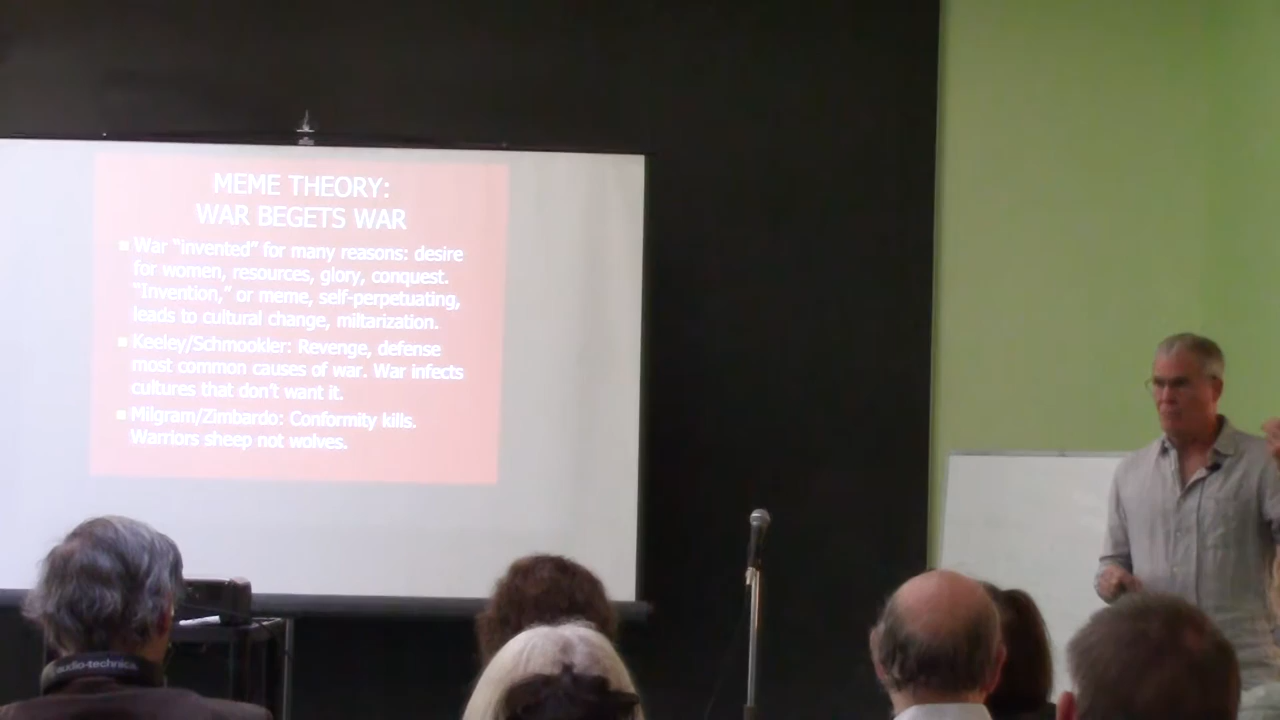 MEME THEORY:
WAR BEGETS WAR
■ War “invented” for many reasons: desire
for women, resources, glory, conquest.
“Invention,” or meme, self-perpetuating,
leads to cultural change, miltarization.
■ Keeley/Schmookler: Revenge, defense
most common causes of war. War infects
cultures that don’t want it.
■ Milgram/Zimbardo: Conformity kills.
Warriors sheep not wolves.
audio-technica